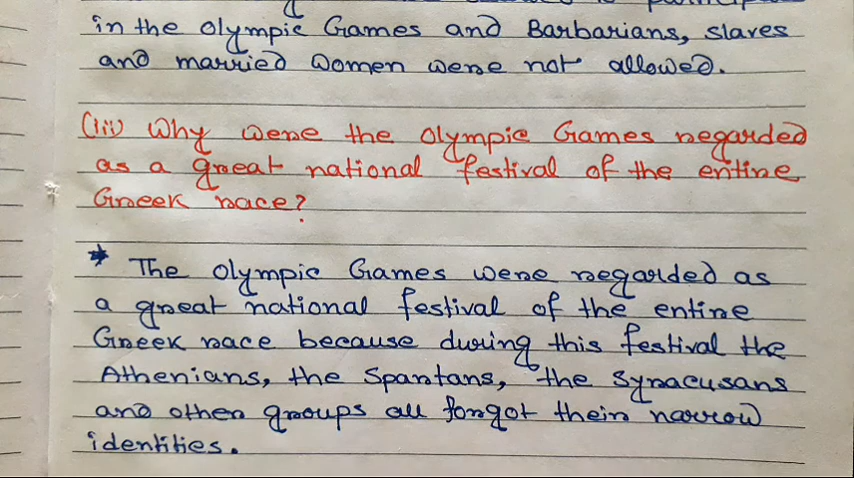 in the Olympic Games and Barbarians, slaves
and married women were not allowed.
(iii) Why were the Olympic Games regarded
as a great national festival of the entire
Greek race?
* The Olympic Games were regarded as
a great national festival of the entire
Greek race because during this festival the
Athenians, the Spartans, the Syracusans
and other groups all forgot their narrow
identities.